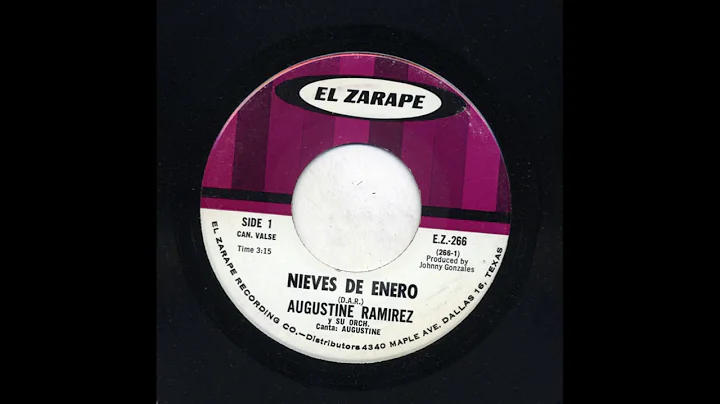 EL ZARAPE
SIDE 1
CAN. VALSE
Time 3:15
E.Z.-266
(266-1)
Produced by
Johnny Gonzales
NIEVES DE ENERO
(D.A.R.)
AUGUSTINE RAMIREZ
y SU ORCH.
Canta: AUGUSTINE
EL ZARAPE RECORDING CO.—Distributors 4340 MAPLE AVE. DALLAS 16, TEXAS